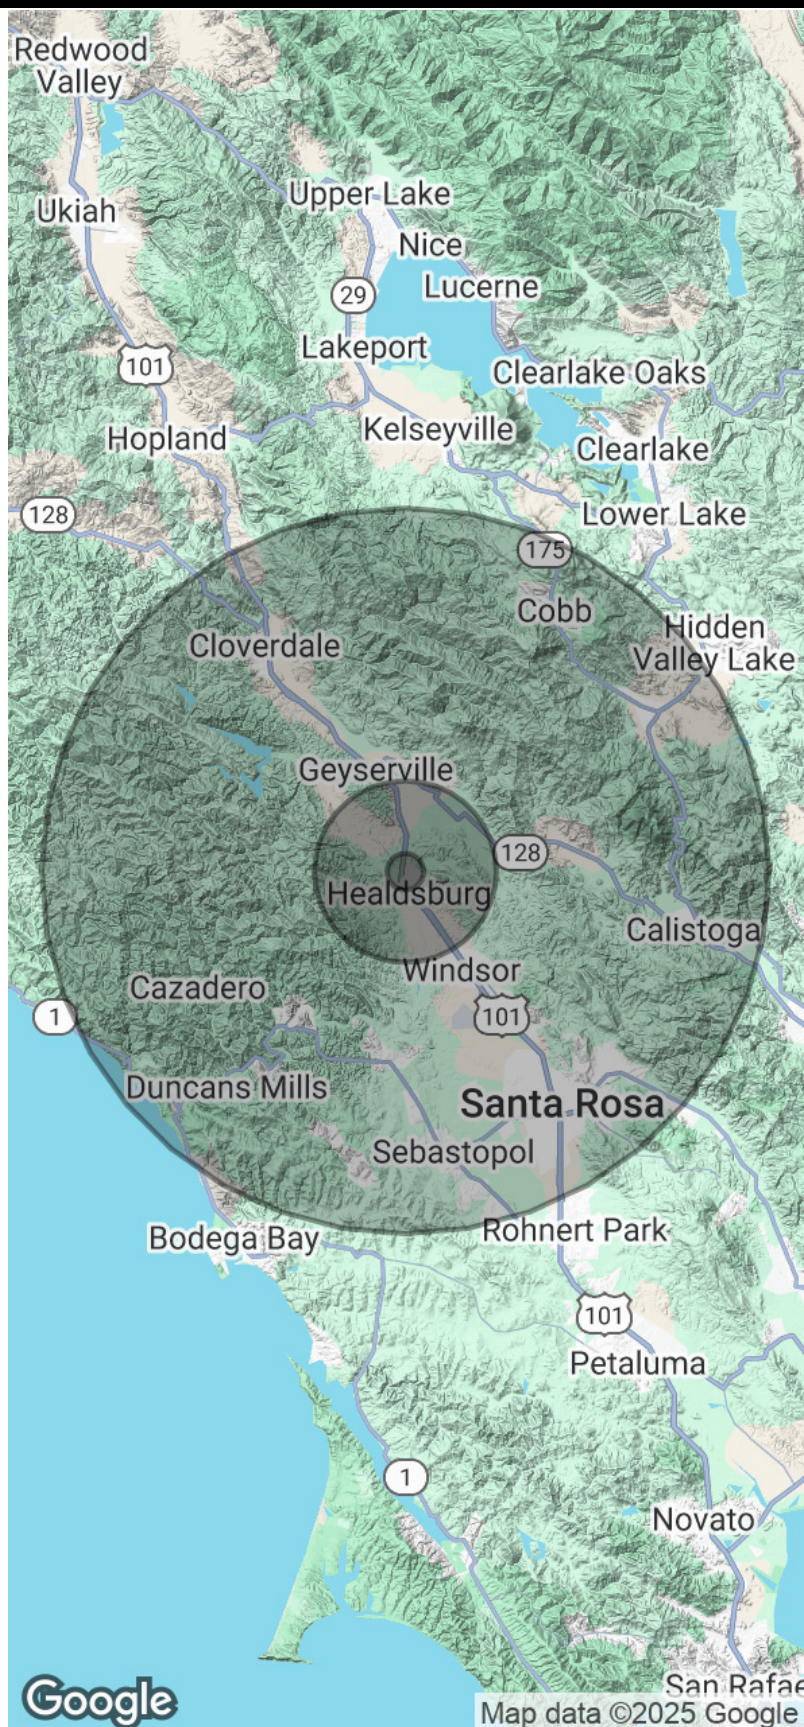 Redwood
Valley
Ukiah
Upper Lake
Nice
Lucerne
29
Lakeport
101
Clearlake Oaks
Hopland
Kelseyville
Clearlake
128
Lower Lake
175
Cobb
Hidden
Valley Lake
Cloverdale
Geyserville
128
Healdsburg
Calistoga
Windsor
Cazadero
1
101
Duncans Mills
Santa Rosa
Sebastopol
Bodega Bay
Rohnert Park
101
Petaluma
1
Novato
San Rafae
Google
Map data ©2025 Google